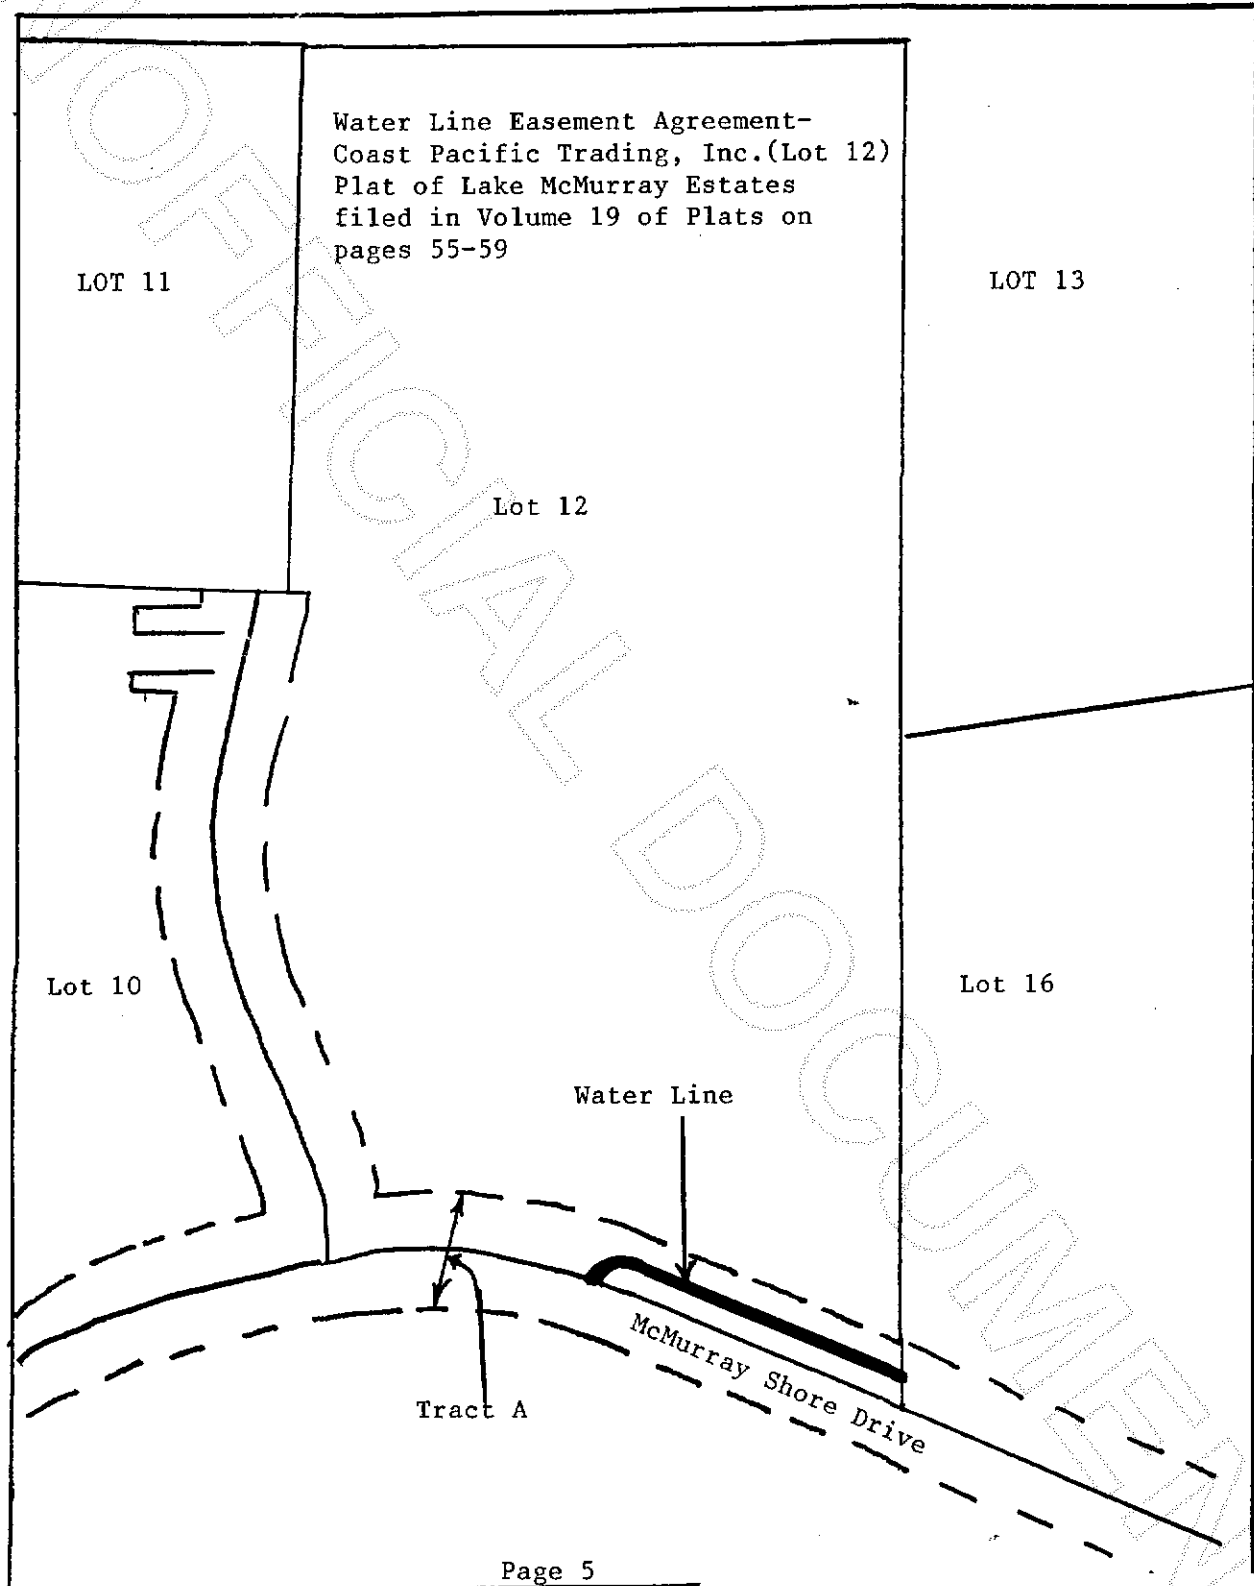 Water Line Easement Agreement-
Coast Pacific Trading, Inc.(Lot 12)
Plat of Lake McMurray Estates
filed in Volume 19 of Plats on
pages 55-59
LOT 11
LOT 13
Lot 12
Lot 10
Lot 16
Water Line
McMurray Shore Drive
Tract A
Page 5
UNOFFICIAL DOCUMENT